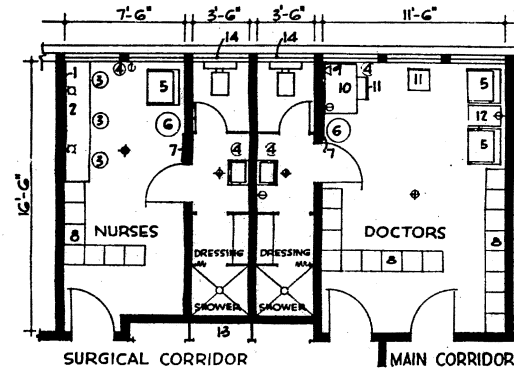 7'-6" 3'-6" 3'-6" 11'-6"
14 14
1 4 5 9 4 11 5
3 10 11
2 3 6 12
4 4 6 5
3 7 7
16'-6"
NURSES DOCTORS
8 8 8
DRESSING DRESSING
SHOWER SHOWER
13
SURGICAL CORRIDOR MAIN CORRIDOR